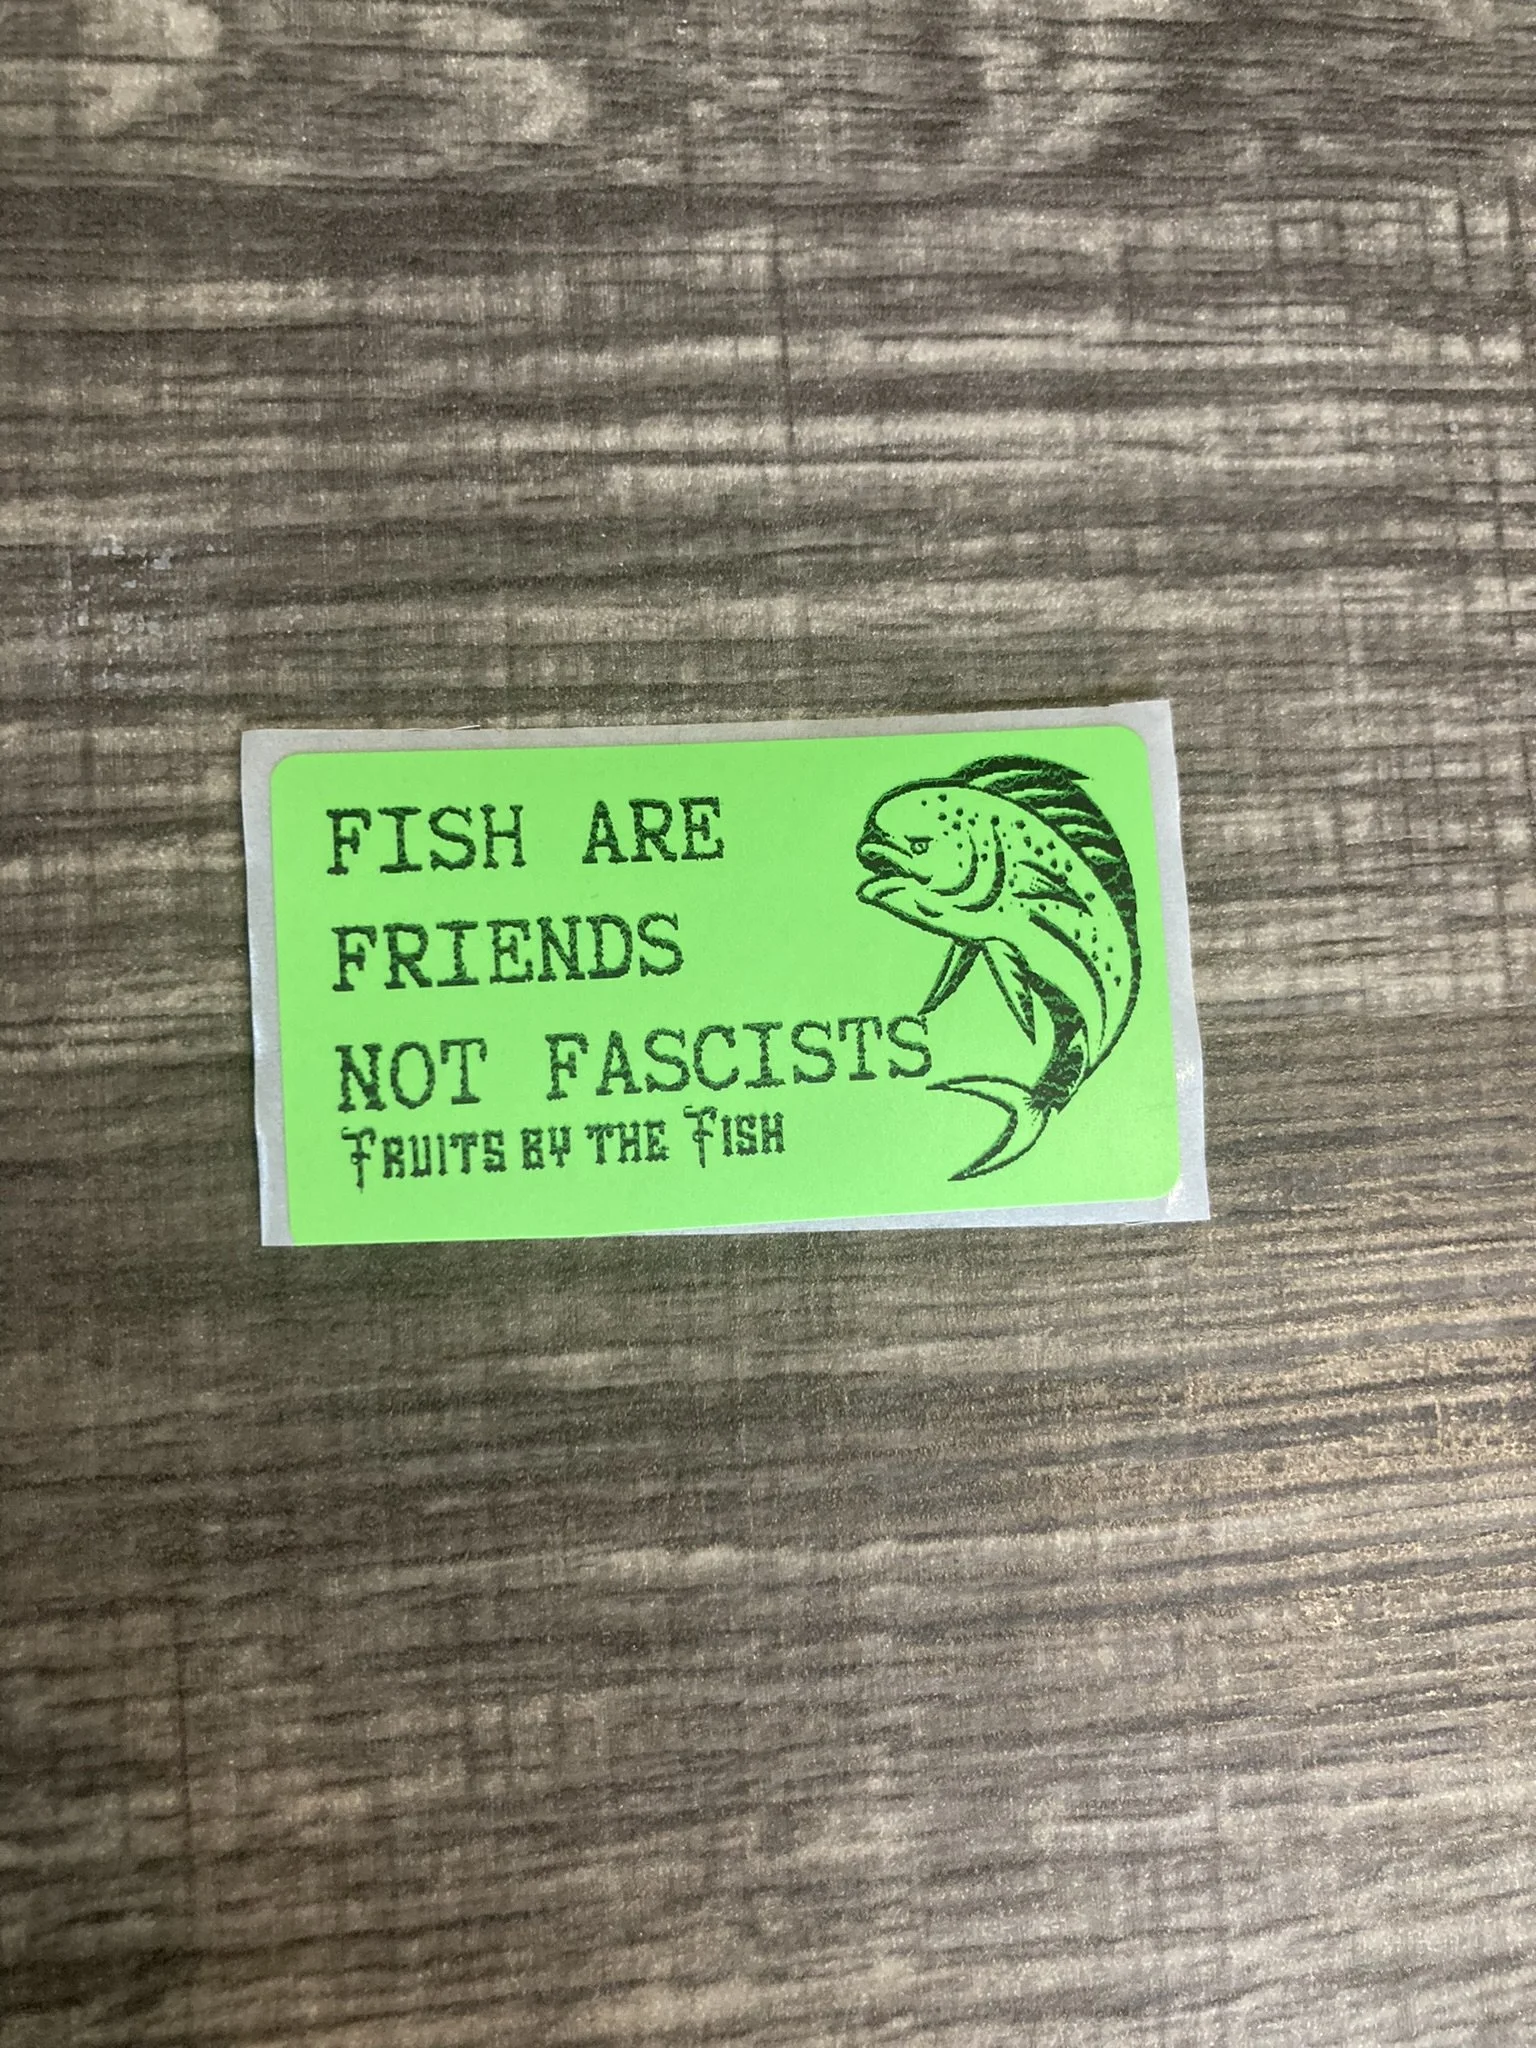 FISH ARE
FRIENDS
NOT FASCISTS
FRUITS BY THE FISH